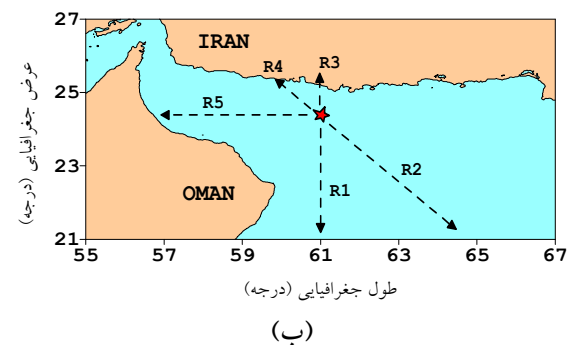 27
IRAN
R4 R3
25
R5
R2
23
OMAN
R1
21
55 57 59 61 63 65 67
عرض جغرافیایی (درجه)
طول جغرافیایی (درجه)
(ب)